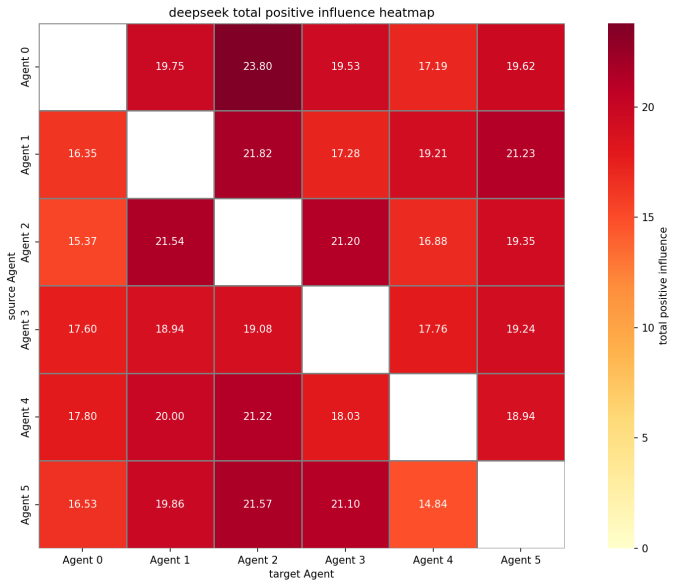 deepseek total positive influence heatmap
Agent 0
19.75 23.80 19.53 17.19 19.62
Agent 1
16.35 21.82 17.28 19.21 21.23
Agent 2
15.37 21.54 21.20 16.88 19.35
Agent 3
17.60 18.94 19.08 17.76 19.24
Agent 4
17.80 20.00 21.22 18.03 18.94
Agent 5
16.53 19.86 21.57 21.10 14.84
source Agent
Agent 0 Agent 1 Agent 2 Agent 3 Agent 4 Agent 5
target Agent
20
15
10
5
0
total positive influence